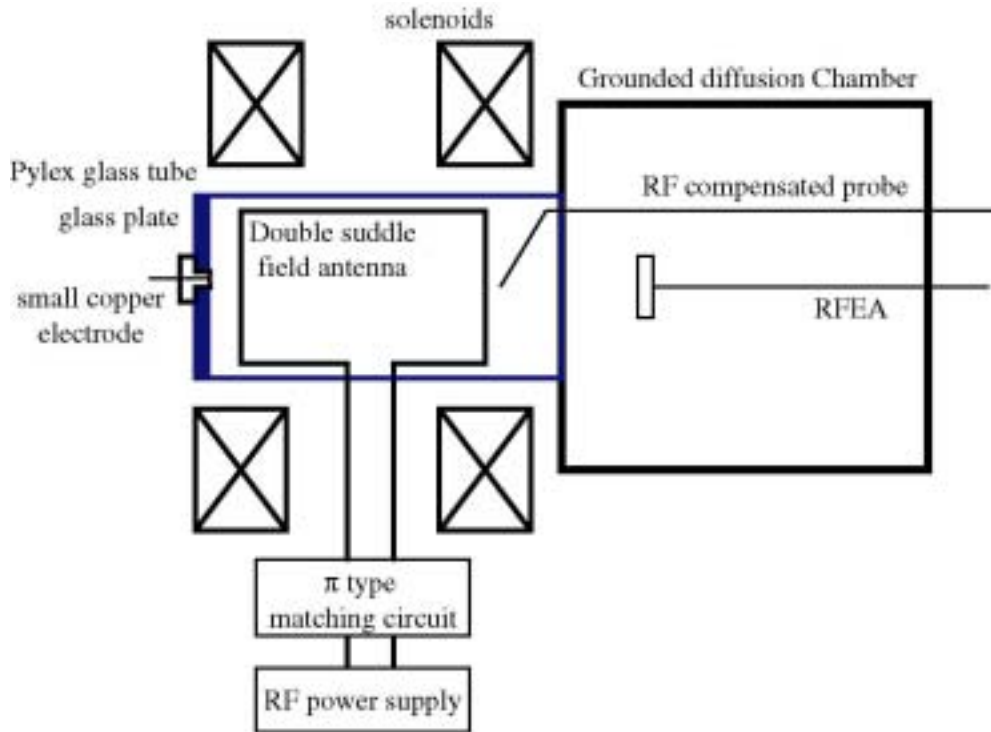 solenoids
Grounded diffusion Chamber
Pylex glass tube
glass plate
RF compensated probe
Double suddle
field antenna
small copper
electrode
RFEA
π type
matching circuit
RF power supply